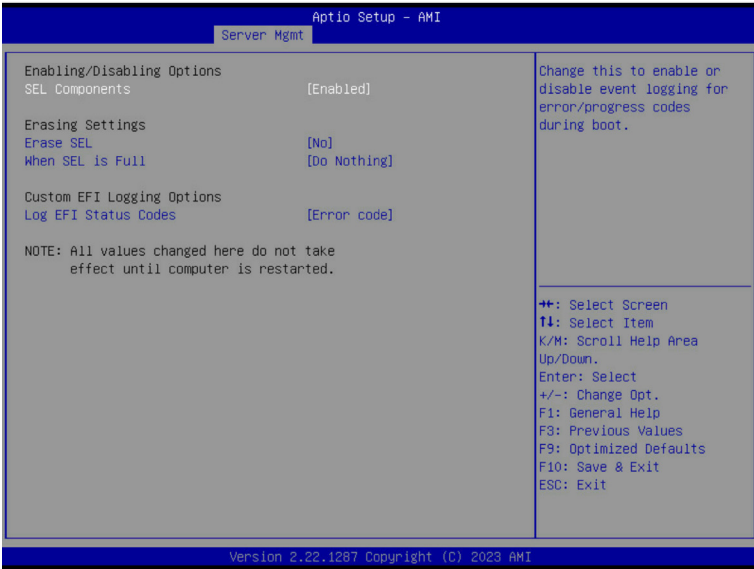 Aptio Setup – AMI
Server Mgmt
Enabling/Disabling Options
SEL Components [Enabled]
Erasing Settings
Erase SEL [No]
When SEL is Full [Do Nothing]
Custom EFI Logging Options
Log EFI Status Codes [Error code]
NOTE: All values changed here do not take
effect until computer is restarted.
Change this to enable or
disable event logging for
error/progress codes
during boot.
→←: Select Screen
↑↓: Select Item
K/M: Scroll Help Area
Up/Down.
Enter: Select
+/-: Change Opt.
F1: General Help
F3: Previous Values
F9: Optimized Defaults
F10: Save & Exit
ESC: Exit
Version 2.22.1287 Copyright (C) 2023 AMI